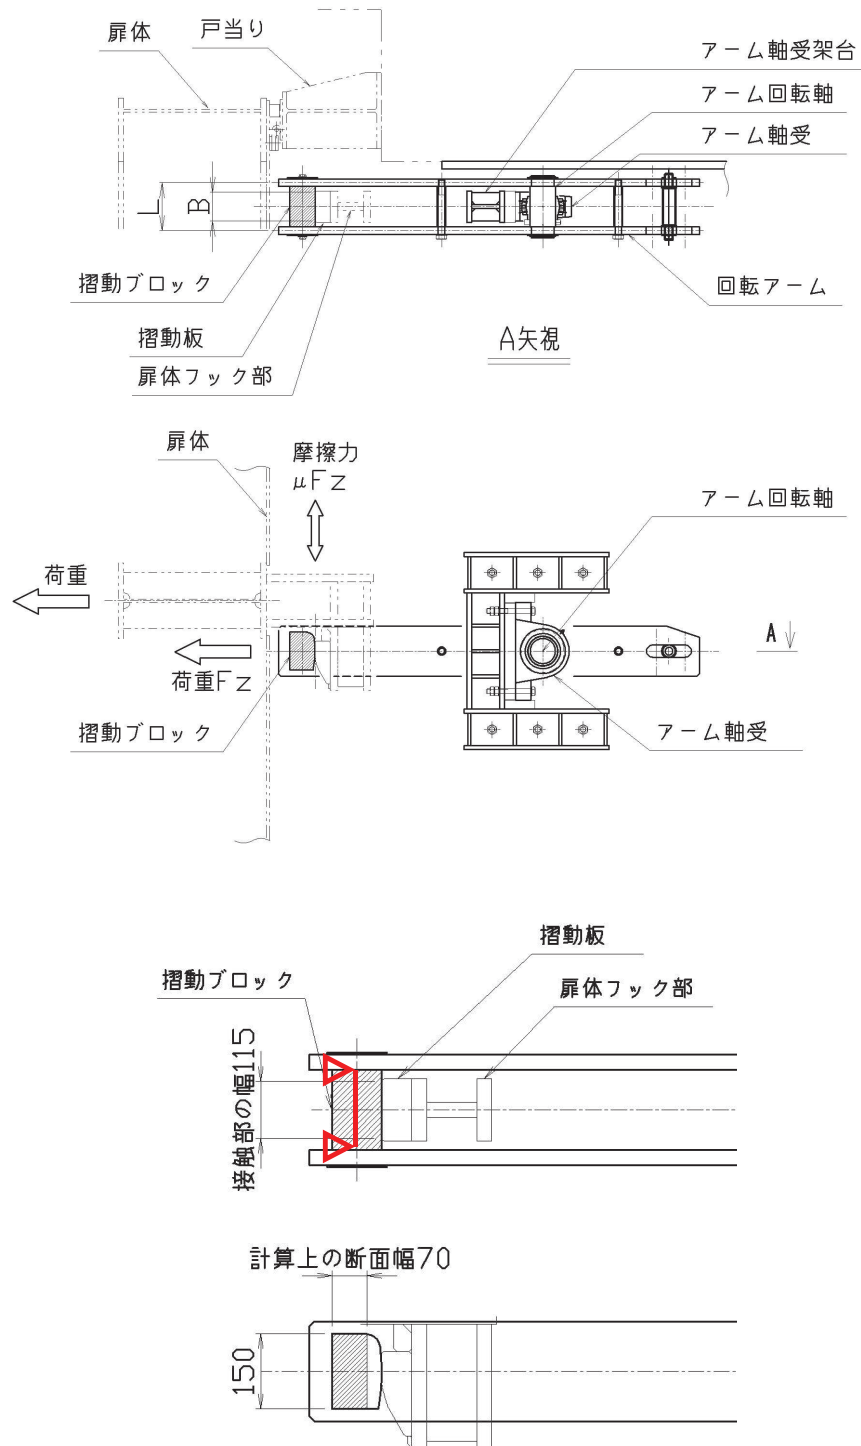 扉体
戸当り
アーム軸受架台
アーム回転軸
アーム軸受
L
B
摺動ブロック
回転アーム
摺動板
扉体フック部
A矢視
扉体
摩擦力
μFz
アーム回転軸
荷重
A
荷重Fz
摺動ブロック
アーム軸受
摺動板
摺動ブロック
扉体フック部
接触部の幅115
計算上の断面幅70
150